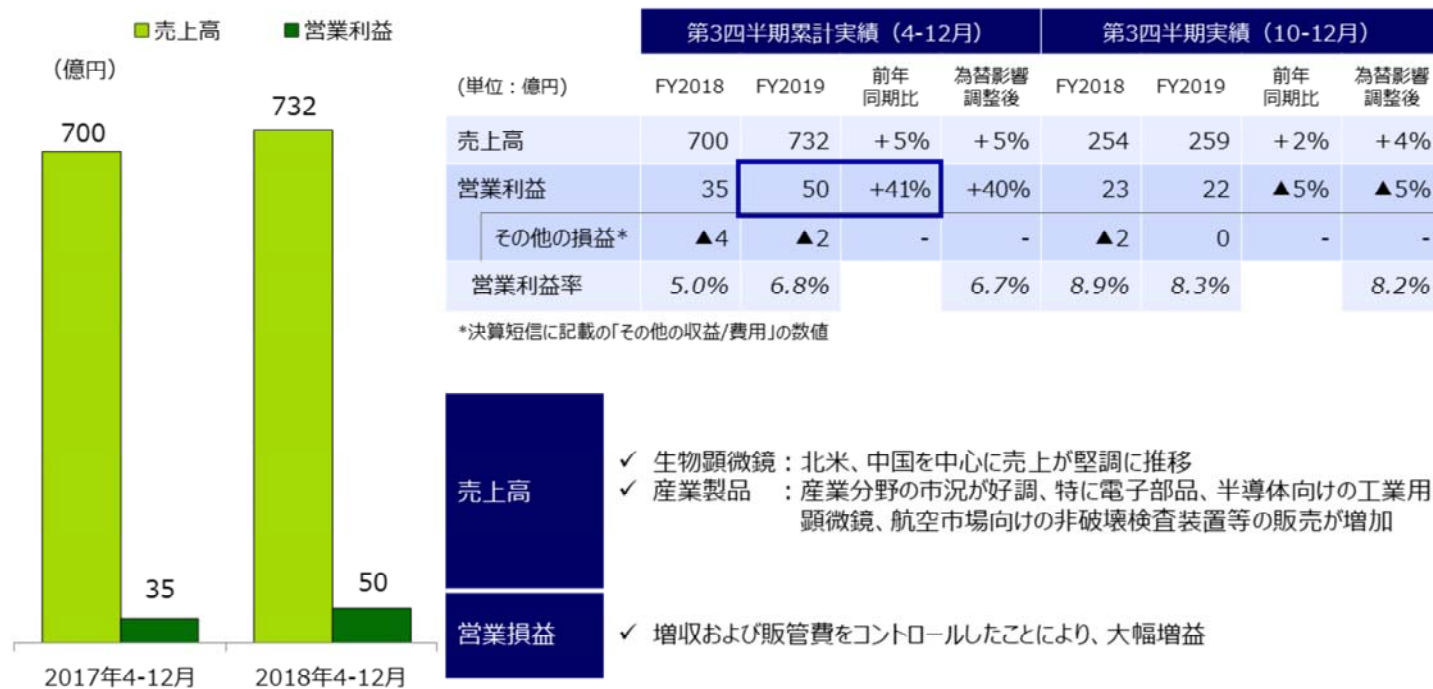 ■売上高 ■営業利益
(億円)
700
732
35
50
2017年4-12月 2018年4-12月
第3四半期累計実績(4-12月) 第3四半期実績(10-12月)
(単位:億円) FY2018 FY2019 前年同期比 為替影響調整後 FY2018 FY2019 前年同期比 為替影響調整後
売上高 700 732 +5% +5% 254 259 +2% +4%
営業利益 35 50 +41% +40% 23 22 ▲5% ▲5%
その他の損益* ▲4 ▲2 - - ▲2 0 - -
営業利益率 5.0% 6.8% 6.7% 8.9% 8.3% 8.2%
*決算短信に記載の「その他の収益/費用」の数値
売上高
✓ 生物顕微鏡:北米、中国を中心に売上が堅調に推移
✓ 産業製品 :産業分野の市況が好調、特に電子部品、半導体向けの工業用
顕微鏡、航空市場向けの非破壊検査装置等の販売が増加
営業損益
✓ 増収および販管費をコントロールしたことにより、大幅増益